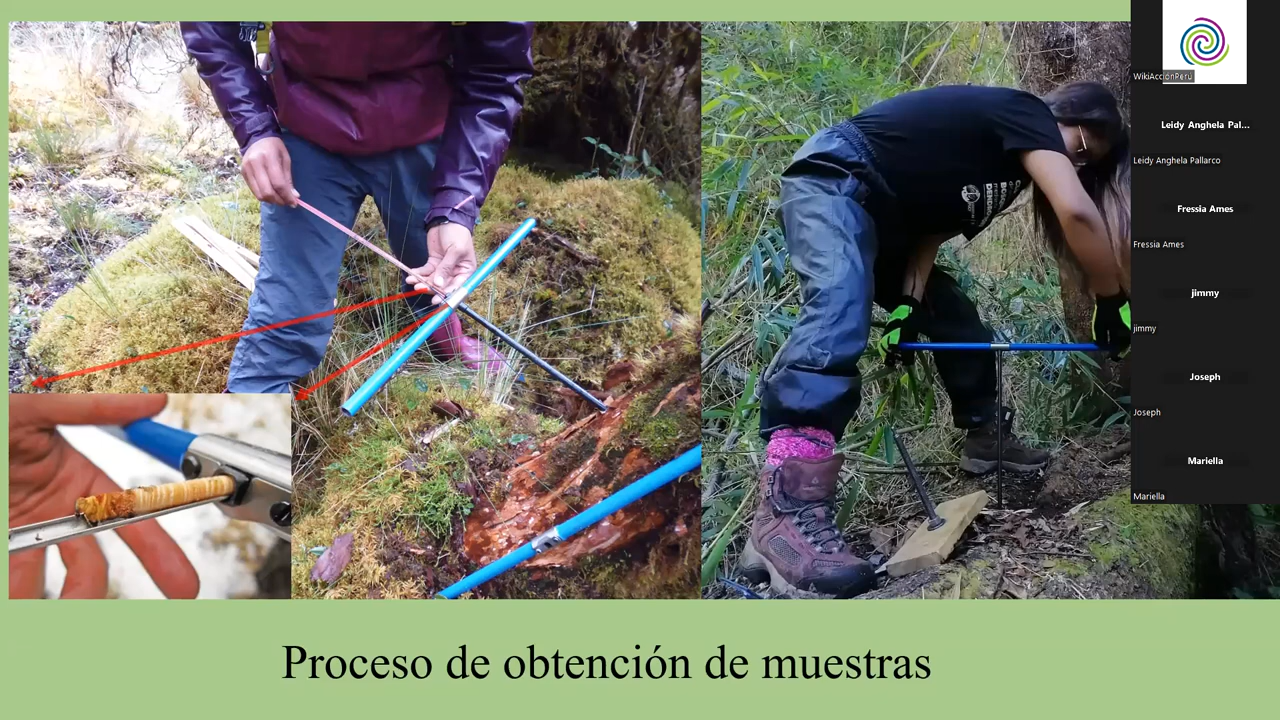 WikiAcciónPerú
Leidy Anghela Pal...
Leidy Anghela Pallarco
Fressia Ames
Fressia Ames
jimmy
jimmy
Joseph
Joseph
Mariella
Mariella
Proceso de obtención de muestras